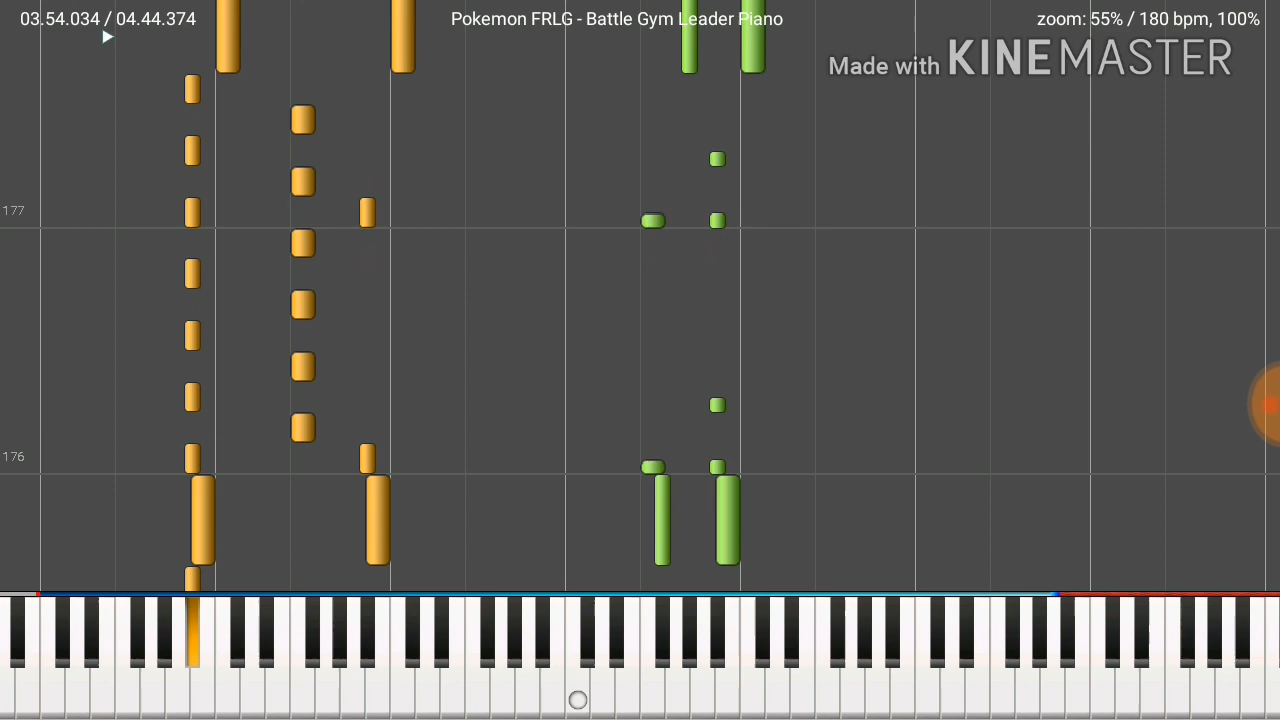 03.54.034 / 04.44.374
Pokemon FRLG - Battle Gym Leader Piano
zoom: 55% / 180 bpm, 100%
Made with KINEMASTER
177
176